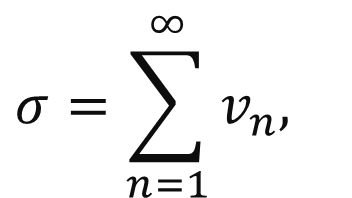 σ = ∑_{n=1}^{∞} v_n,